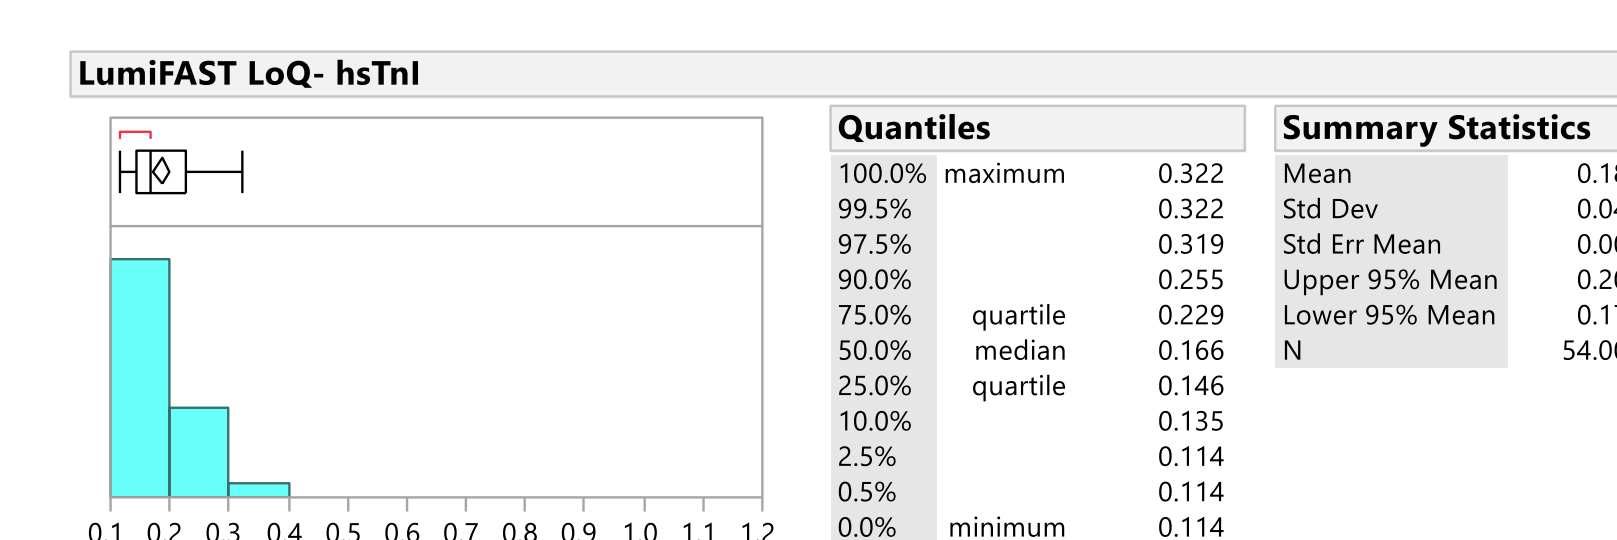 LumiFAST LoQ- hsTnI
0.1 0.2 0.3 0.4 0.5 0.6 0.7 0.8 0.9 1.0 1.1 1.2
Quantiles
100.0% maximum 0.322
99.5% 0.322
97.5% 0.319
90.0% 0.255
75.0% quartile 0.229
50.0% median 0.166
25.0% quartile 0.146
10.0% 0.135
2.5% 0.114
0.5% 0.114
0.0% minimum 0.114
Summary Statistics
Mean
Std Dev
Std Err Mean
Upper 95% Mean
Lower 95% Mean
N